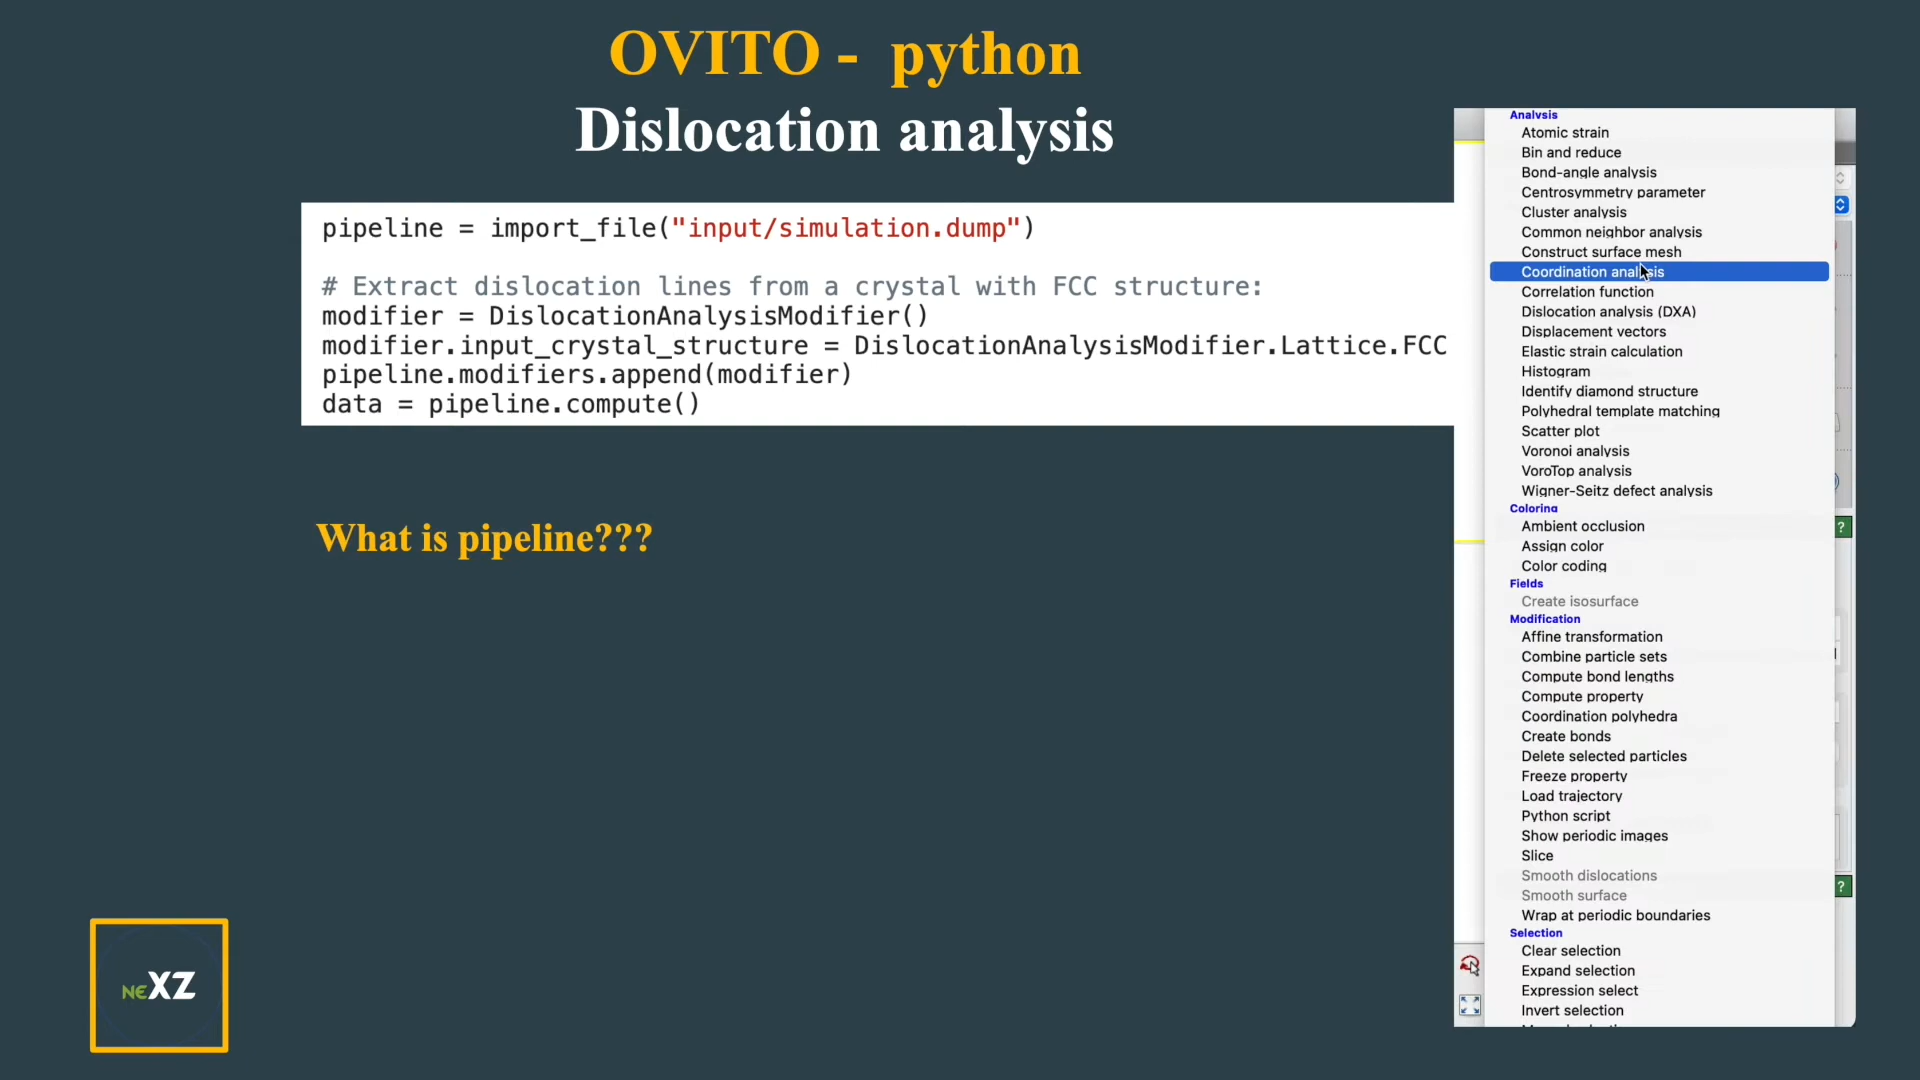 OVITO - python
Dislocation analysis
pipeline = import_file("input/simulation.dump")
# Extract dislocation lines from a crystal with FCC structure:
modifier = DislocationAnalysisModifier()
modifier.input_crystal_structure = DislocationAnalysisModifier.Lattice.FCC
pipeline.modifiers.append(modifier)
data = pipeline.compute()
What is pipeline???
neXZ
Analysis
Atomic strain
Bin and reduce
Bond-angle analysis
Centrosymmetry parameter
Cluster analysis
Common neighbor analysis
Construct surface mesh
Coordination analysis
Correlation function
Dislocation analysis (DXA)
Displacement vectors
Elastic strain calculation
Histogram
Identify diamond structure
Polyhedral template matching
Scatter plot
Voronoi analysis
VoroTop analysis
Wigner-Seitz defect analysis
Coloring
Ambient occlusion
Assign color
Color coding
Fields
Create isosurface
Modification
Affine transformation
Combine particle sets
Compute bond lengths
Compute property
Coordination polyhedra
Create bonds
Delete selected particles
Freeze property
Load trajectory
Python script
Show periodic images
Slice
Smooth dislocations
Smooth surface
Wrap at periodic boundaries
Selection
Clear selection
Expand selection
Expression select
Invert selection
?
?